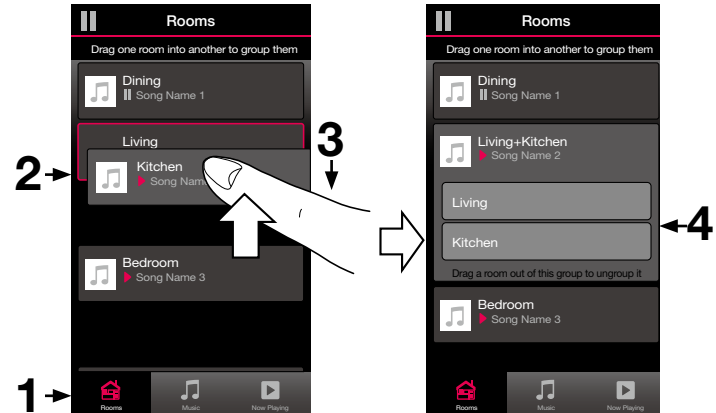 Rooms
Drag one room into another to group them
Dining
Song Name 1
Living
Kitchen
Song Nam
Bedroom
Song Name 3
Rooms
Music
Now Playing
1
2
3
Rooms
Drag one room into another to group them
Dining
Song Name 1
Living+Kitchen
Song Name 2
Living
Kitchen
Drag a room out of this group to ungroup it
Bedroom
Song Name 3
Rooms
Music
Now Playing
4